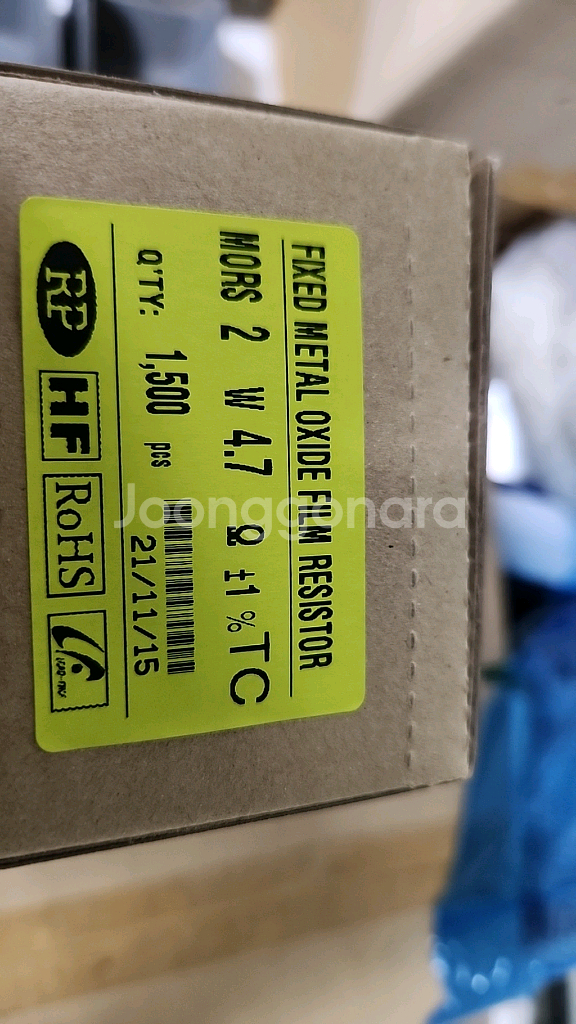 FIXED METAL OXIDE FILM RESISTOR
MORS 2 W 4.7 Ω ±1% TC
Q'TY: 1,500 pcs
21/11/15
RP HF RoHS
Joonggonara